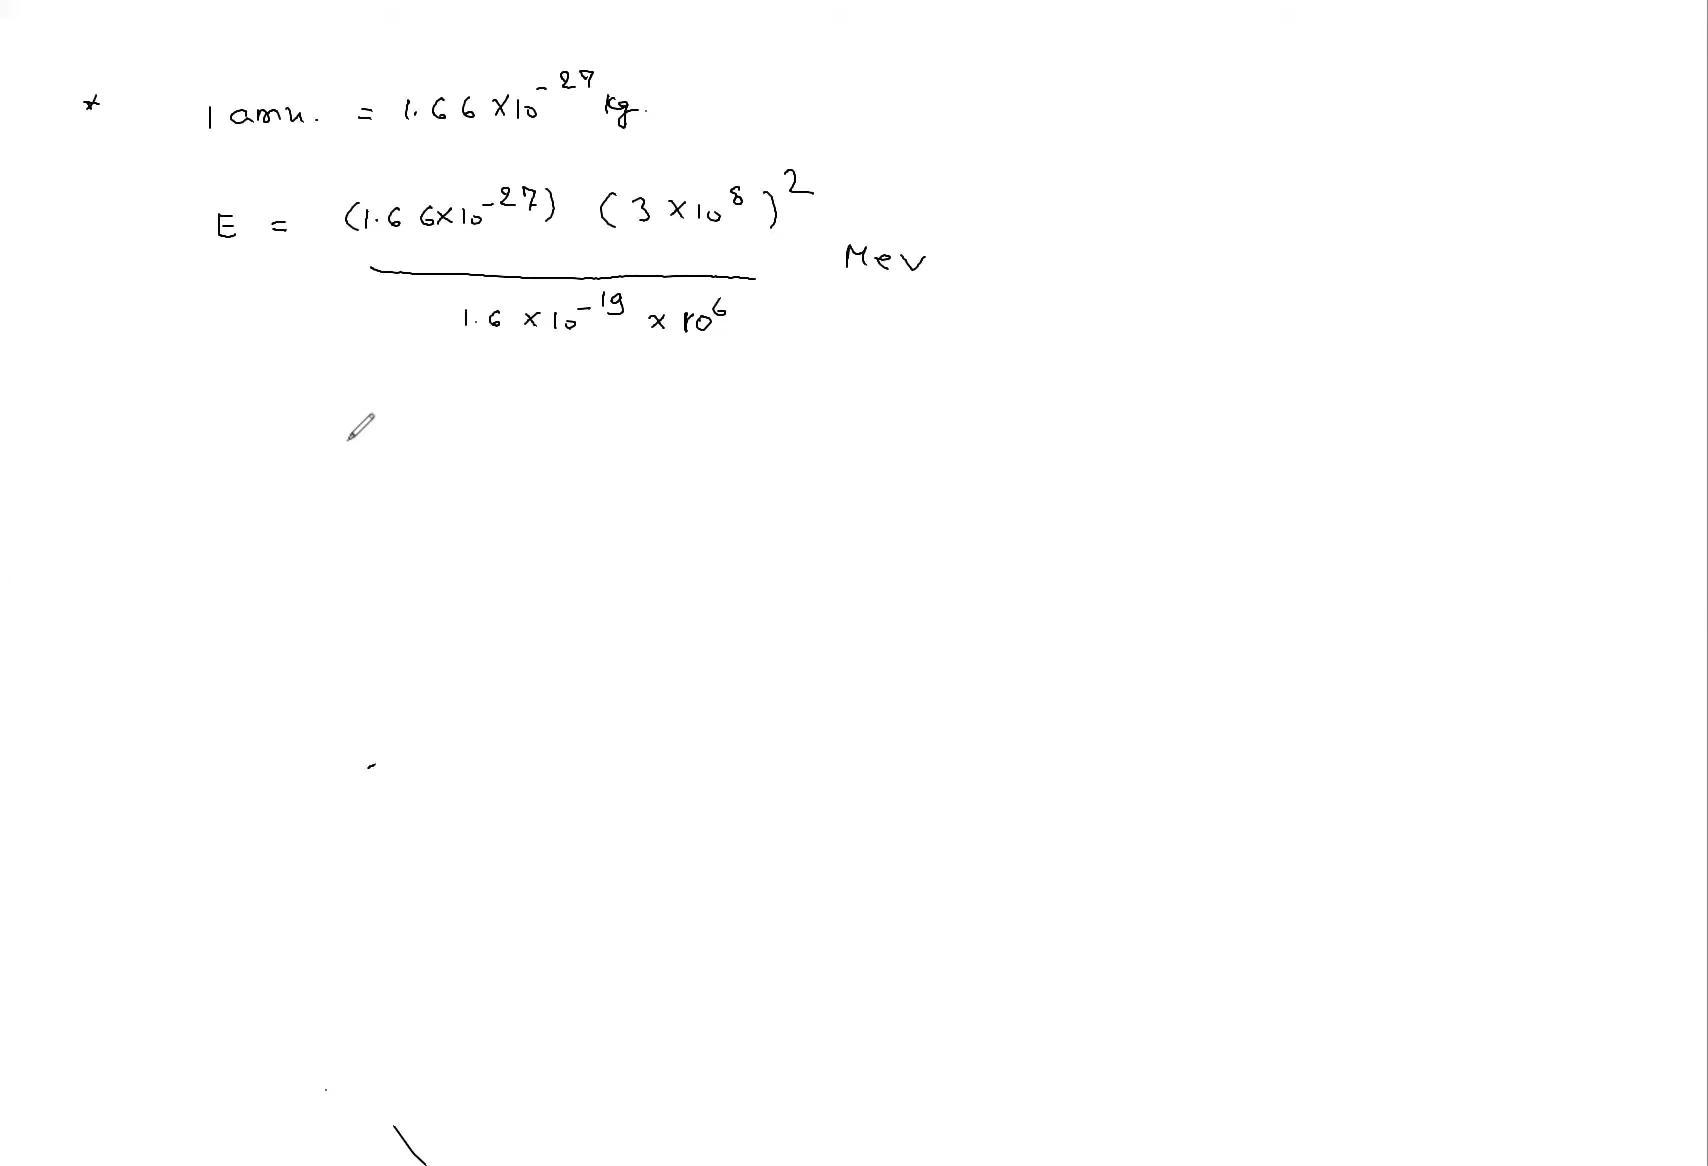 * 1 amu. = 1.66 × 10⁻²⁷ kg.
E = (1.66×10⁻²⁷) (3 × 10⁸)²
Mev
1.6 × 10⁻¹⁹ × 10⁶